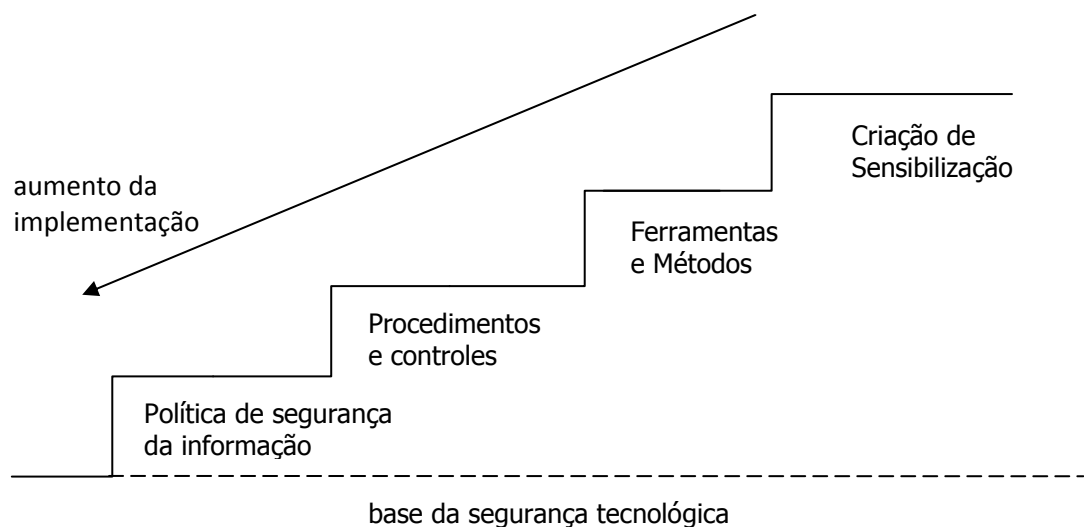 Criação de
Sensibilização
aumento da
implementação
Ferramentas
e Métodos
Procedimentos
e controles
Política de segurança
da informação
base da segurança tecnológica